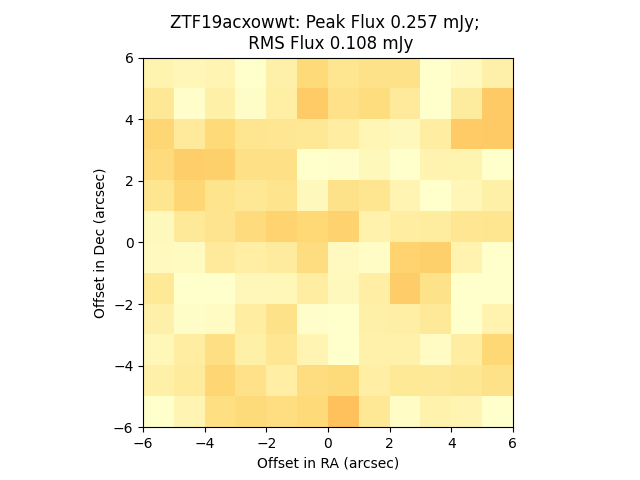 ZTF19acxowwt: Peak Flux 0.257 mJy;
RMS Flux 0.108 mJy
6
4
2
0
−2
−4
−6
Offset in Dec (arcsec)
−6 −4 −2 0 2 4 6
Offset in RA (arcsec)